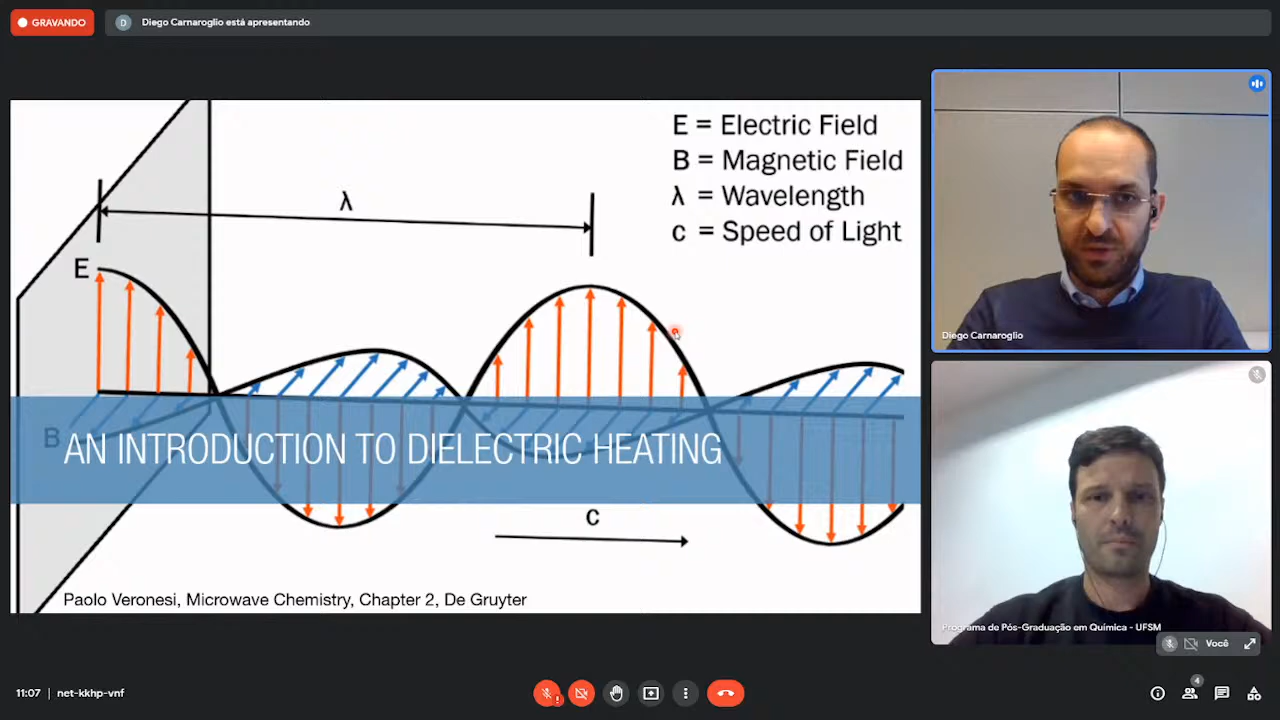 GRAVANDO
D
Diego Carnaroglio está apresentando
E = Electric Field
B = Magnetic Field
λ = Wavelength
c = Speed of Light
λ
E
B
AN INTRODUCTION TO DIELECTRIC HEATING
c
Paolo Veronesi, Microwave Chemistry, Chapter 2, De Gruyter
Diego Carnaroglio
Programa de Pós-Graduação em Química - UFSM
Você
11:07 | net-kkhp-vnf
4